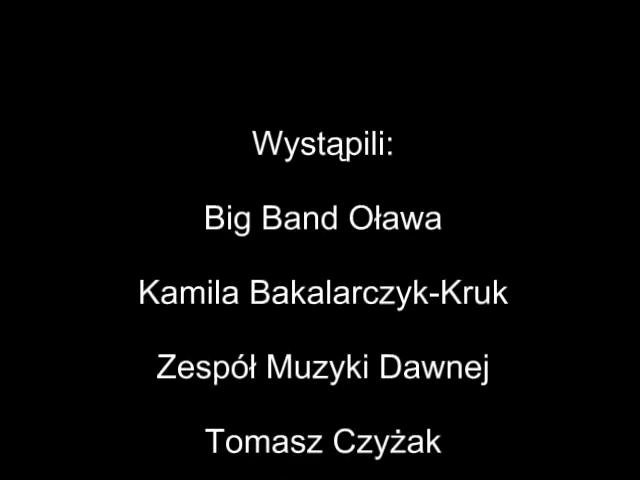 Wystąpili:
Big Band Oława
Kamila Bakalarczyk-Kruk
Zespół Muzyki Dawnej
Tomasz Czyżak